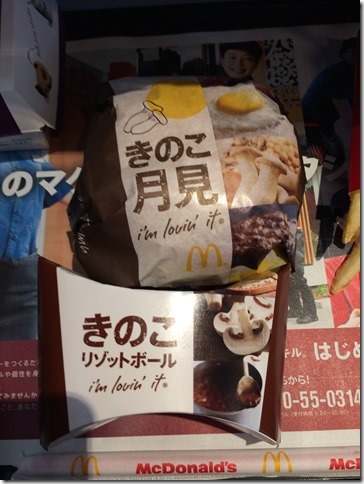 きのこ
月見
i'm lovin' it®
のマ
きのこ
リゾットボール
i'm lovin' it®
はじめ
0-55-0314
McDonald's